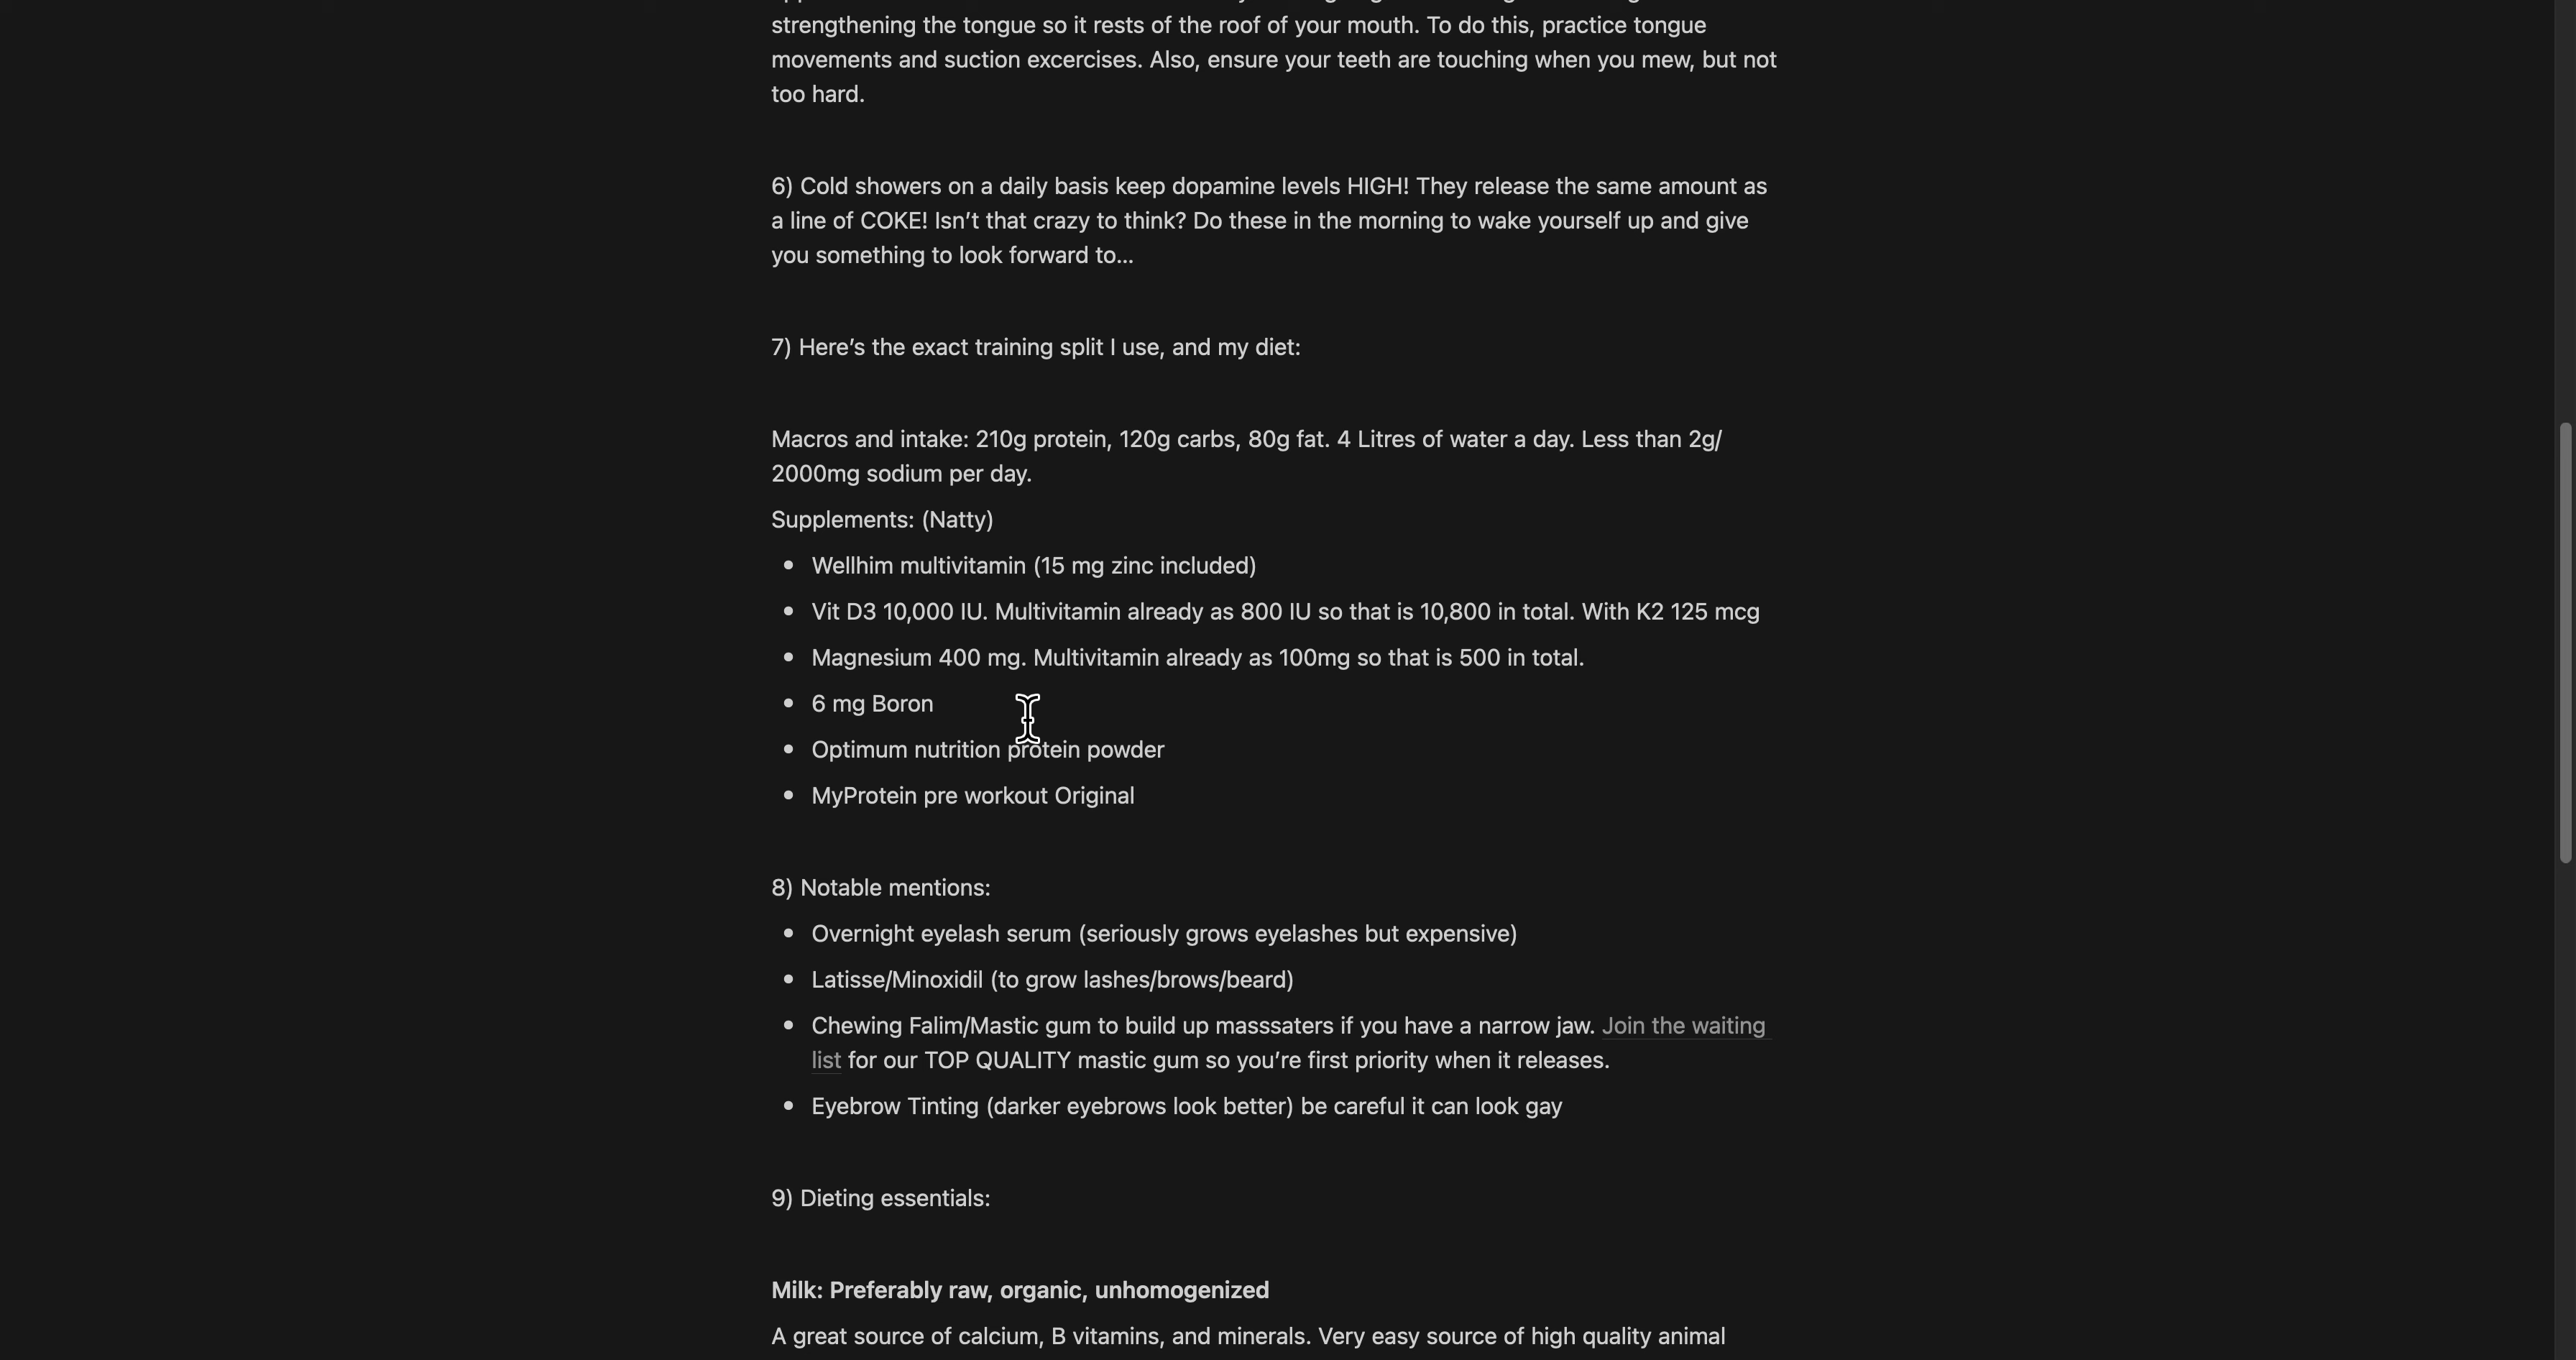 strengthening the tongue so it rests of the roof of your mouth. To do this, practice tongue
movements and suction excercises. Also, ensure your teeth are touching when you mew, but not
too hard.
6) Cold showers on a daily basis keep dopamine levels HIGH! They release the same amount as
a line of COKE! Isn’t that crazy to think? Do these in the morning to wake yourself up and give
you something to look forward to...
7) Here’s the exact training split I use, and my diet:
Macros and intake: 210g protein, 120g carbs, 80g fat. 4 Litres of water a day. Less than 2g/
2000mg sodium per day.
Supplements: (Natty)
• Wellhim multivitamin (15 mg zinc included)
• Vit D3 10,000 IU. Multivitamin already as 800 IU so that is 10,800 in total. With K2 125 mcg
• Magnesium 400 mg. Multivitamin already as 100mg so that is 500 in total.
• 6 mg Boron
• Optimum nutrition protein powder
• MyProtein pre workout Original
8) Notable mentions:
• Overnight eyelash serum (seriously grows eyelashes but expensive)
• Latisse/Minoxidil (to grow lashes/brows/beard)
• Chewing Falim/Mastic gum to build up masssaters if you have a narrow jaw. Join the waiting
list for our TOP QUALITY mastic gum so you’re first priority when it releases.
• Eyebrow Tinting (darker eyebrows look better) be careful it can look gay
9) Dieting essentials:
Milk: Preferably raw, organic, unhomogenized
A great source of calcium, B vitamins, and minerals. Very easy source of high quality animal